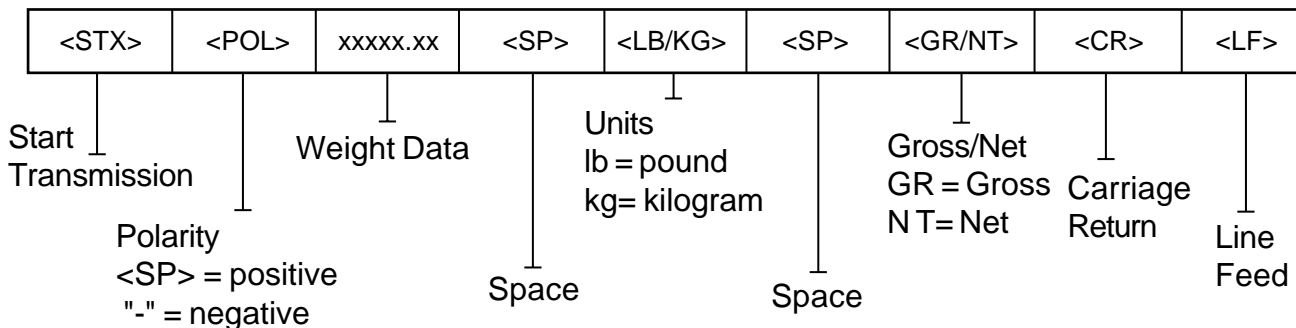 <STX> <POL> xxxxx.xx <SP> <LB/KG> <SP> <GR/NT> <CR> <LF>
Start
Transmission
Polarity
<SP> = positive
"-" = negative
Weight Data
Space
Units
lb = pound
kg= kilogram
Space
Gross/Net
GR = Gross
N T= Net
Carriage
Return
Line
Feed